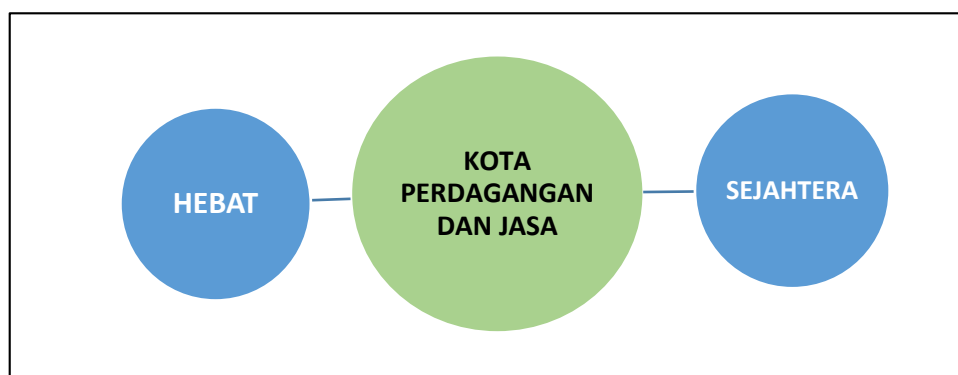 HEBAT
KOTA
PERDAGANGAN
DAN JASA
SEJAHTERA